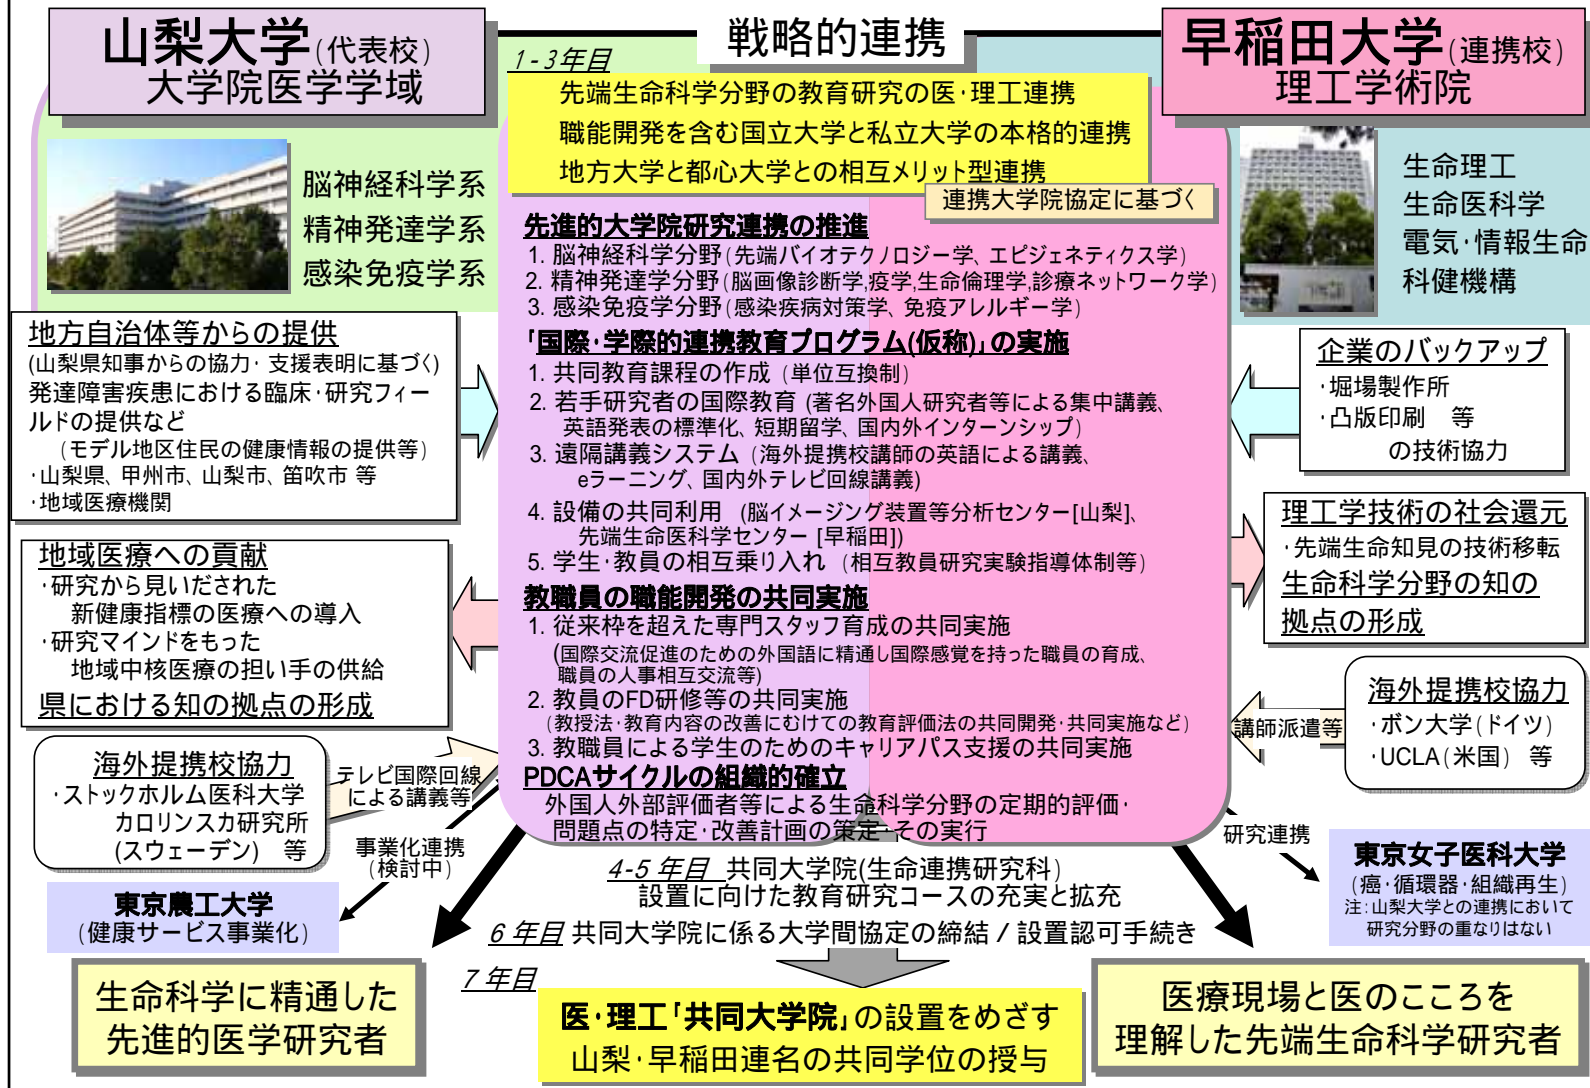 山梨大学(代表校)
大学院医学学域
戦略的連携
早稲田大学(連携校)
理工学術院
1-3年目
先端生命科学分野の教育研究の医・理工連携
職能開発を含む国立大学と私立大学の本格的連携
地方大学と都心大学との相互メリット型連携
連携大学院協定に基づく
脳神経科学系
精神発達学系
感染免疫学系
生命理工
生命医科学
電気・情報生命
科健機構
先進的大学院研究連携の推進
1. 脳神経科学分野(先端バイオテクノロジー学、エピジェネティクス学)
2. 精神発達学分野(脳画像診断学,疫学,生命倫理学,診療ネットワーク学)
3. 感染免疫学分野(感染疾病対策学、免疫アレルギー学)
「国際・学際的連携教育プログラム(仮称)」の実施
1. 共同教育課程の作成 (単位互換制)
2. 若手研究者の国際教育 (著名外国人研究者等による集中講義、
英語発表の標準化、短期留学、国内外インターンシップ)
3. 遠隔講義システム (海外提携校講師の英語による講義、
eラーニング、国内外テレビ回線講義)
4. 設備の共同利用 (脳イメージング装置等分析センター[山梨]、
先端生命医科学センター [早稲田])
5. 学生・教員の相互乗り入れ (相互教員研究実験指導体制等)
教職員の職能開発の共同実施
1. 従来枠を超えた専門スタッフ育成の共同実施
(国際交流促進のための外国語に精通し国際感覚を持った職員の育成、
職員の人事相互交流等)
2. 教員のFD研修等の共同実施
(教授法・教育内容の改善にむけての教育評価法の共同開発・共同実施など)
3. 教職員による学生のためのキャリアパス支援の共同実施
PDCAサイクルの組織的確立
外国人外部評価者等による生命科学分野の定期的評価・
問題点の特定・改善計画の策定・その実行
地方自治体等からの提供
(山梨県知事からの協力・支援表明に基づく)
発達障害疾患における臨床・研究フィー
ルドの提供など
(モデル地区住民の健康情報の提供等)
・山梨県、甲州市、山梨市、笛吹市 等
・地域医療機関
地域医療への貢献
・研究から見いだされた
新健康指標の医療への導入
・研究マインドをもった
地域中核医療の担い手の供給
県における知の拠点の形成
海外提携校協力
・ストックホルム医科大学
カロリンスカ研究所
(スウェーデン) 等
テレビ国際回線
による講義等
事業化連携
(検討中)
東京農工大学
(健康サービス事業化)
企業のバックアップ
・堀場製作所
・凸版印刷 等
の技術協力
理工学技術の社会還元
・先端生命知見の技術移転
生命科学分野の知の
拠点の形成
海外提携校協力
・ボン大学(ドイツ)
・UCLA(米国) 等
講師派遣等
研究連携
東京女子医科大学
(癌・循環器・組織再生)
注:山梨大学との連携において
研究分野の重なりはない
4-5年目 共同大学院(生命連携研究科)
設置に向けた教育研究コースの充実と拡充
6年目 共同大学院に係る大学間協定の締結 / 設置認可手続き
7年目
生命科学に精通した
先進的医学研究者
医・理工「共同大学院」の設置をめざす
山梨・早稲田連名の共同学位の授与
医療現場と医のこころを
理解した先端生命科学研究者